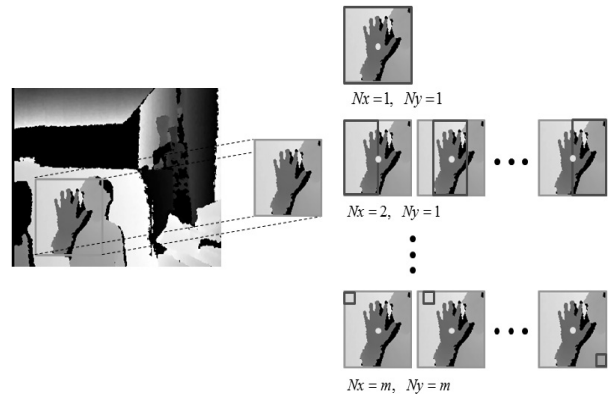 Nx = 1, Ny = 1
Nx = 2, Ny = 1
Nx = m, Ny = m